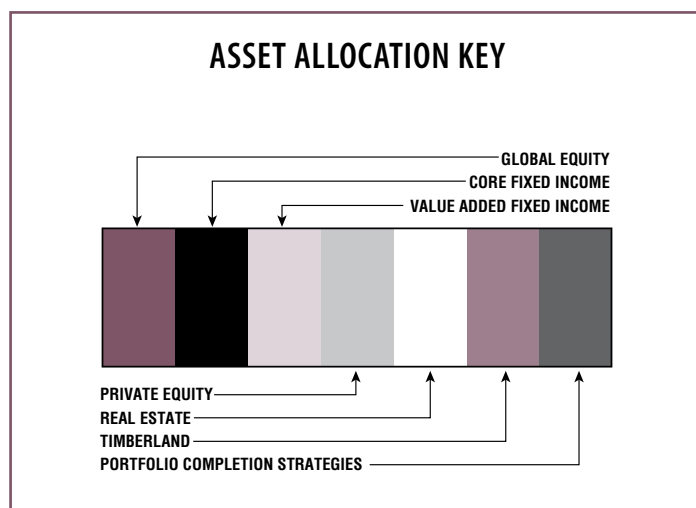 ASSET ALLOCATION KEY
GLOBAL EQUITY
CORE FIXED INCOME
VALUE ADDED FIXED INCOME
PRIVATE EQUITY
REAL ESTATE
TIMBERLAND
PORTFOLIO COMPLETION STRATEGIES